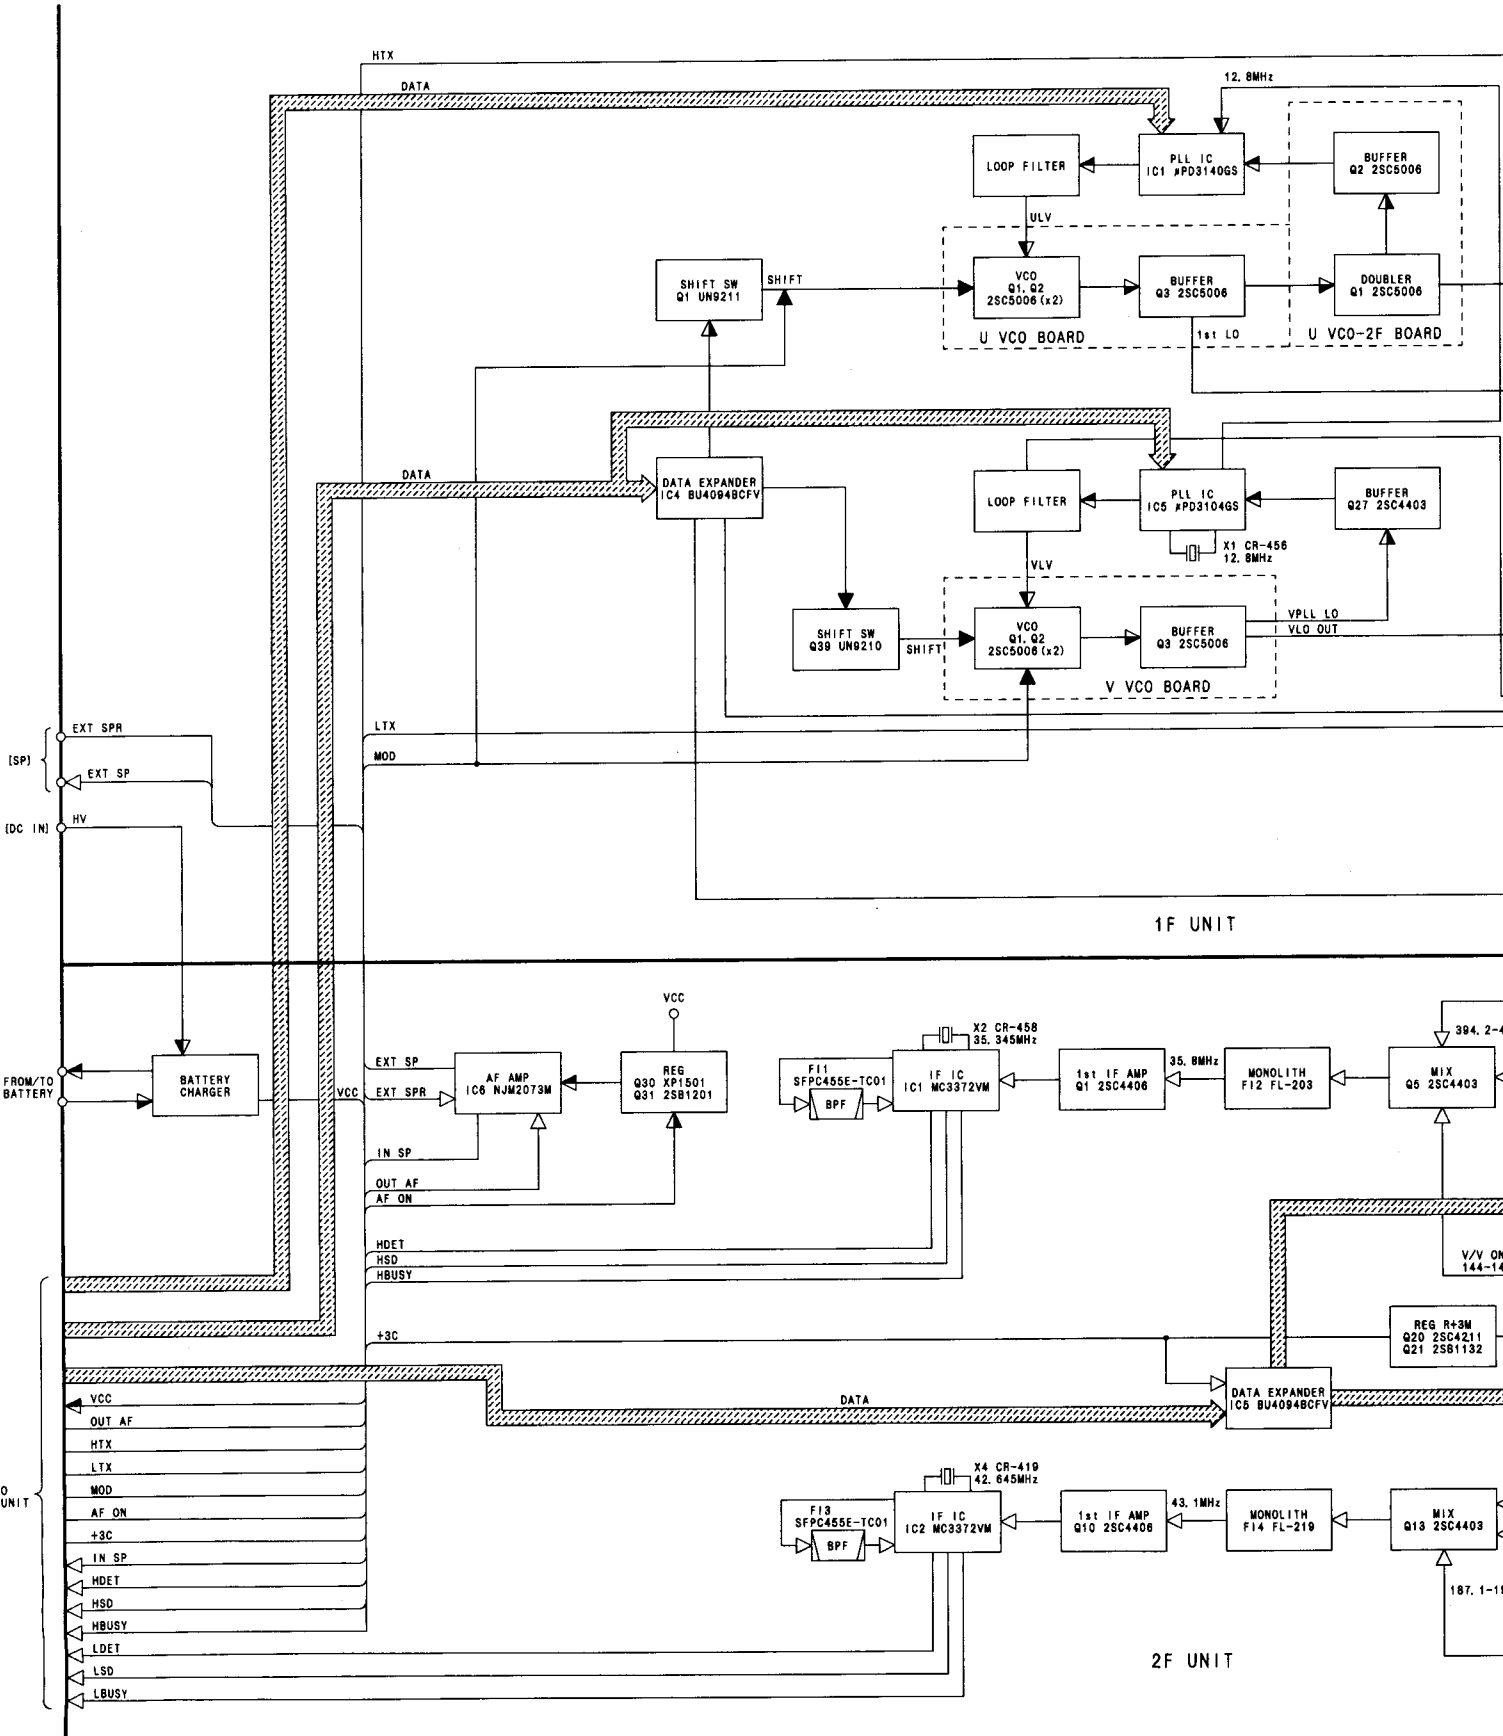 HTX
DATA
12.8MHz
LOOP FILTER
PLL IC
IC1 μPD3140GS
BUFFER
Q2 2SC5006
ULV
SHIFT SW
Q1 UN9211
SHIFT
VCO
Q1, Q2
2SC5006(x2)
BUFFER
Q3 2SC5006
DOUBLER
Q1 2SC5006
U VCO BOARD
1st LO
U VCO-2F BOARD
DATA
DATA EXPANDER
IC4 BU4094BCFV
LOOP FILTER
PLL IC
IC5 μPD3104GS
BUFFER
Q27 2SC4403
X1 CR-456
12.8MHz
VLV
SHIFT SW
Q39 UN9210
SHIFT
VCO
Q1, Q2
2SC5006(x2)
BUFFER
Q3 2SC5006
VPLL LO
VLO OUT
V VCO BOARD
EXT SPR
[SP]
EXT SP
LTX
MOD
[DC IN]
HV
1F UNIT
VCC
FROM/TO
BATTERY
BATTERY
CHARGER
VCC
EXT SP
EXT SPR
AF AMP
IC6 NJM2073M
REG
Q30 XP1501
Q31 2SB1201
FI1
SFPC455E-TC01
BPF
X2 CR-458
35.345MHz
IF IC
IC1 MC3372VM
1st IF AMP
Q1 2SC4406
35.8MHz
MONOLITH
FI2 FL-203
394.2-4
MIX
Q5 2SC4403
IN SP
OUT AF
AF ON
HDET
HSD
HBUSY
V/V ON
144-14
+3C
REG R+3M
Q20 2SC4211
Q21 2SB1132
DATA
DATA EXPANDER
IC5 BU4094BCFV
VCC
OUT AF
HTX
LTX
MOD
AF ON
+3C
IN SP
HDET
HSD
HBUSY
LDET
LSD
LBUSY
O
UNIT
FI3
SFPC455E-TC01
BPF
X4 CR-419
42.645MHz
IF IC
IC2 MC3372VM
1st IF AMP
Q10 2SC4406
43.1MHz
MONOLITH
FI4 FL-219
MIX
Q13 2SC4403
187.1-19
2F UNIT